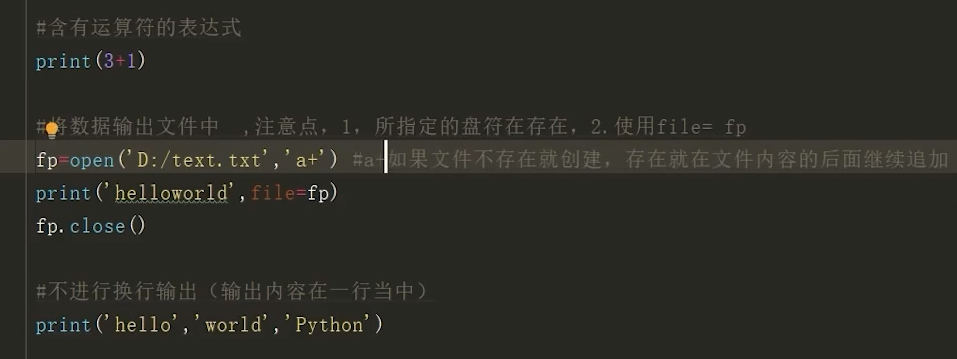 #含有运算符的表达式
print(3+1)
#将数据输出文件中 ,注意点，1，所指定的盘符在存在，2.使用file= fp
fp=open('D:/text.txt','a+') #a+如果文件不存在就创建，存在就在文件内容的后面继续追加
print('helloworld',file=fp)
fp.close()
#不进行换行输出（输出内容在一行当中）
print('hello','world','Python')